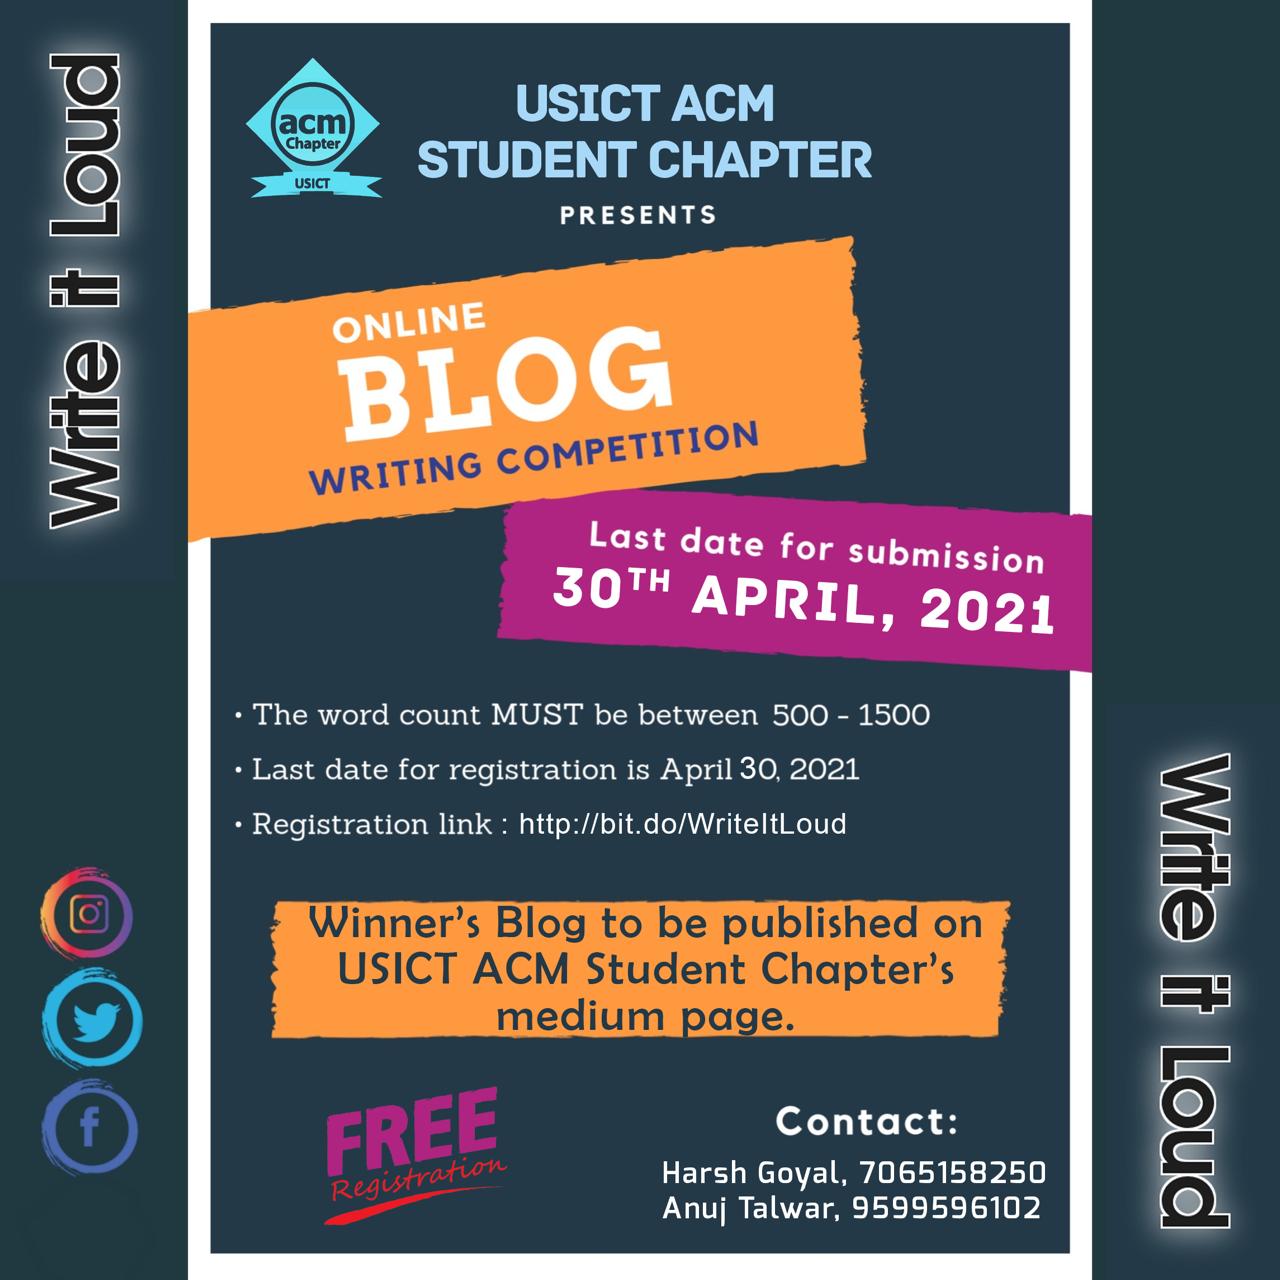 Write it Loud
acm
Chapter
USICT
USICT ACM
STUDENT CHAPTER
PRESENTS
ONLINE
BLOG
WRITING COMPETITION
Last date for submission
30TH APRIL, 2021
• The word count MUST be between 500 - 1500
• Last date for registration is April 30, 2021
• Registration link : http://bit.do/WriteItLoud
Winner's Blog to be published on
USICT ACM Student Chapter's
medium page.
FREE
Registration
Contact:
Harsh Goyal, 7065158250
Anuj Talwar, 9599596102
Write it Loud